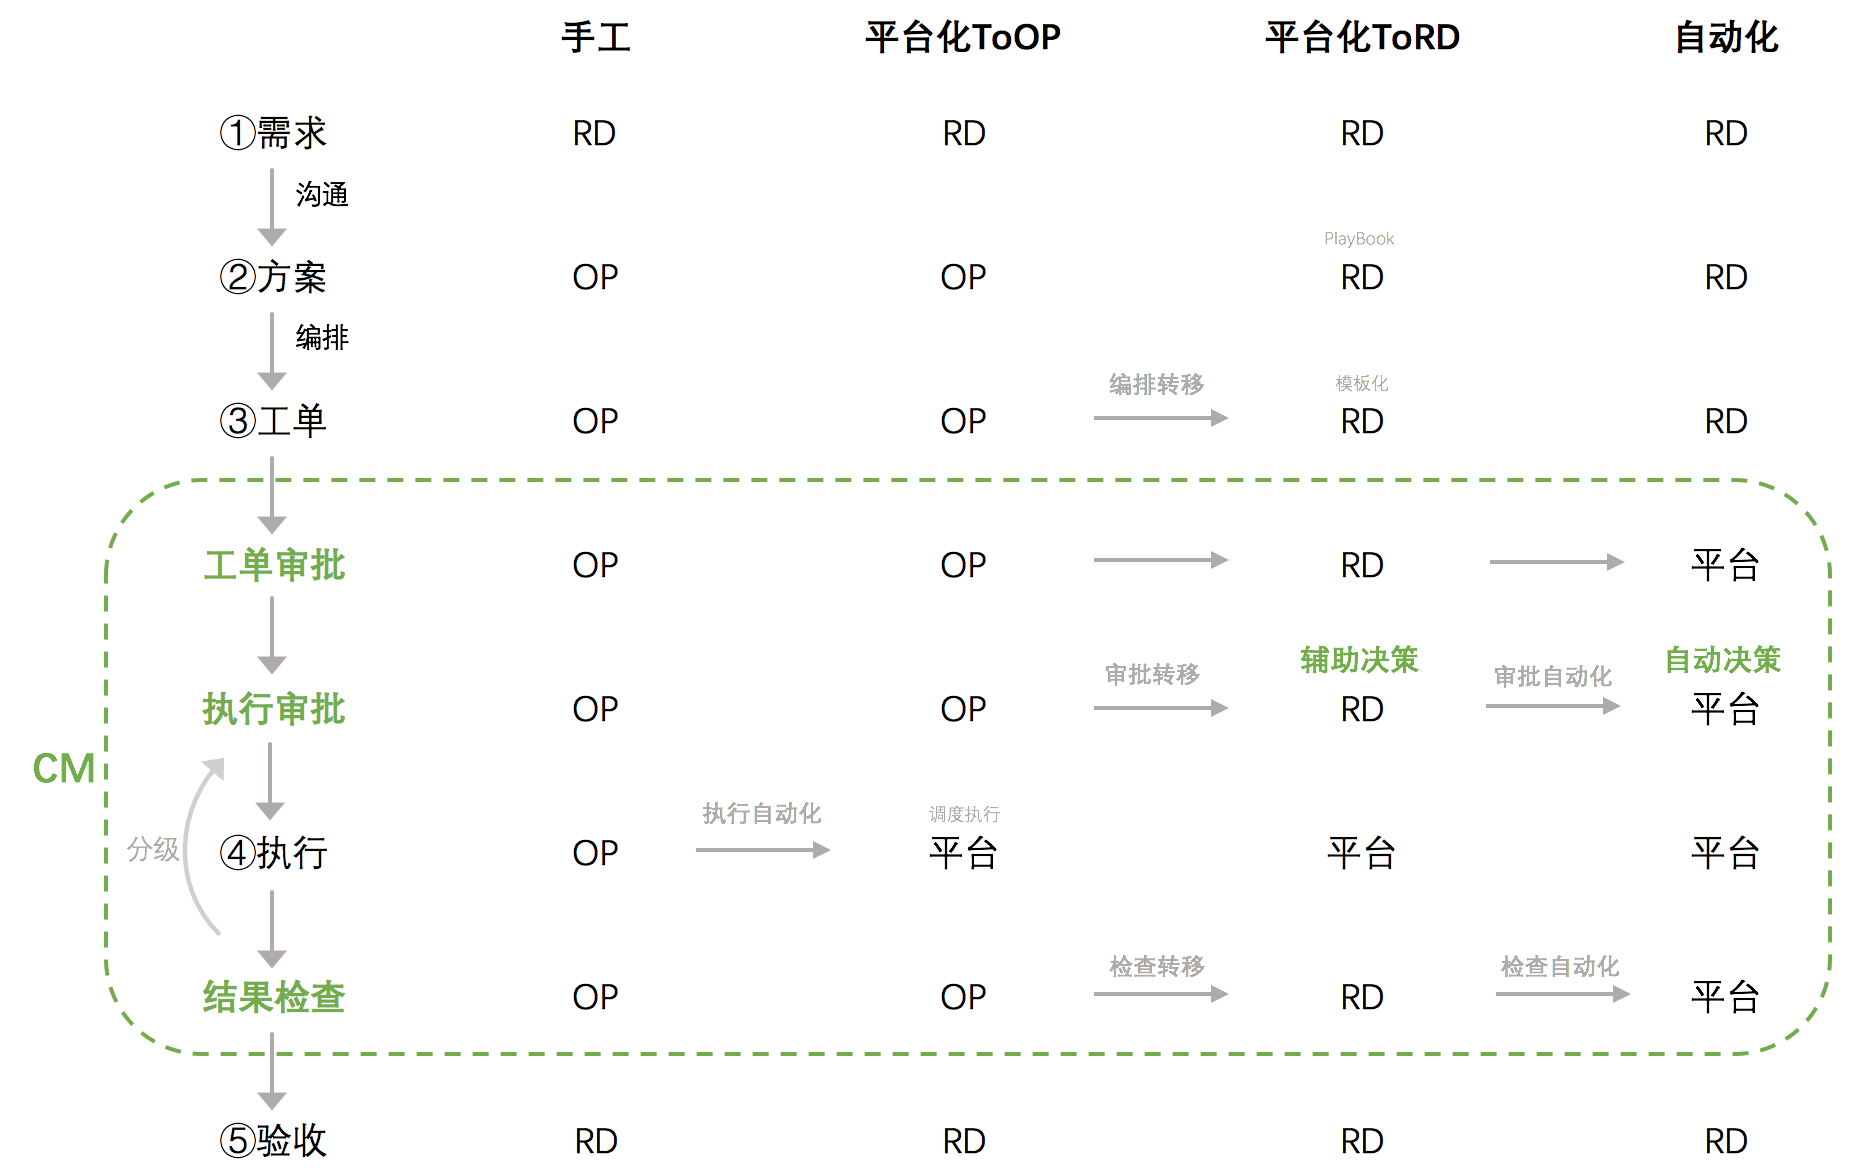 手工 平台化ToOP 平台化ToRD 自动化
①需求 RD RD RD RD
沟通
PlayBook
②方案 OP OP RD RD
编排
编排转移 模板化
③工单 OP OP RD RD
工单审批 OP OP RD 平台
审批转移 辅助决策 审批自动化 自动决策
执行审批 OP OP RD 平台
CM
执行自动化 调度执行
分级 ④执行 OP 平台 平台 平台
检查转移 检查自动化
结果检查 OP OP RD 平台
⑤验收 RD RD RD RD